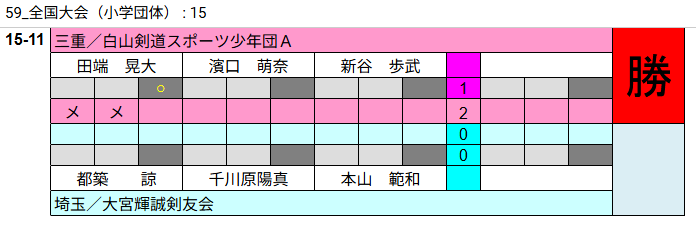 59_全国大会（小学団体）: 15
15-11 三重／白山剣道スポーツ少年団Ａ
田端　晃大 濱口　萌奈 新谷　歩武
○ 1
メ メ 2
0
0
都築　　諒 千川原陽真 本山　範和
埼玉／大宮輝誠剣友会
勝